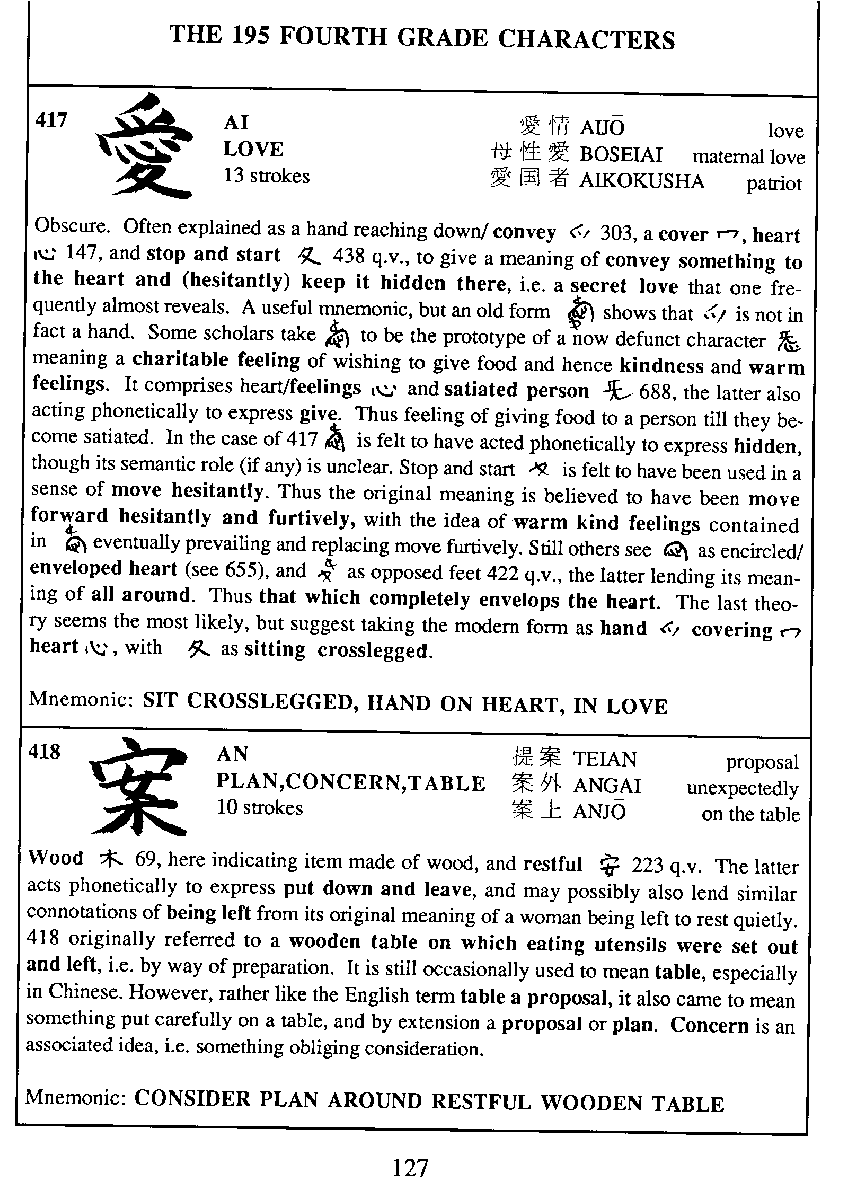 THE 195 FOURTH GRADE CHARACTERS
417 愛 AI 愛情 AIJŌ love
LOVE 母性愛 BOSEIAI maternal love
13 strokes 愛国者 AIKOKUSHA patriot
Obscure. Often explained as a hand reaching down/convey 303, a cover 冖, heart
心 147, and stop and start 夂 438 q.v., to give a meaning of convey something to
the heart and (hesitantly) keep it hidden there, i.e. a secret love that one fre-
quently almost reveals. A useful mnemonic, but an old form shows that is not in
fact a hand. Some scholars take to be the prototype of a now defunct character
meaning a charitable feeling of wishing to give food and hence kindness and warm
feelings. It comprises heart/feelings 心 and satiated person 旡 688, the latter also
acting phonetically to express give. Thus feeling of giving food to a person till they be-
come satiated. In the case of 417 is felt to have acted phonetically to express hidden,
though its semantic role (if any) is unclear. Stop and start is felt to have been used in a
sense of move hesitantly. Thus the original meaning is believed to have been move
forward hesitantly and furtively, with the idea of warm kind feelings contained
in eventually prevailing and replacing move furtively. Still others see as encircled/
enveloped heart (see 655), and as opposed feet 422 q.v., the latter lending its mean-
ing of all around. Thus that which completely envelops the heart. The last theo-
ry seems the most likely, but suggest taking the modern form as hand covering 冖
heart 心, with 夂 as sitting crosslegged.
Mnemonic: SIT CROSSLEGGED, HAND ON HEART, IN LOVE
418 案 AN 提案 TEIAN proposal
PLAN,CONCERN,TABLE 案外 ANGAI unexpectedly
10 strokes 案上 ANJŌ on the table
Wood 木 69, here indicating item made of wood, and restful 安 223 q.v. The latter
acts phonetically to express put down and leave, and may possibly also lend similar
connotations of being left from its original meaning of a woman being left to rest quietly.
418 originally referred to a wooden table on which eating utensils were set out
and left, i.e. by way of preparation. It is still occasionally used to mean table, especially
in Chinese. However, rather like the English term table a proposal, it also came to mean
something put carefully on a table, and by extension a proposal or plan. Concern is an
associated idea, i.e. something obliging consideration.
Mnemonic: CONSIDER PLAN AROUND RESTFUL WOODEN TABLE
127